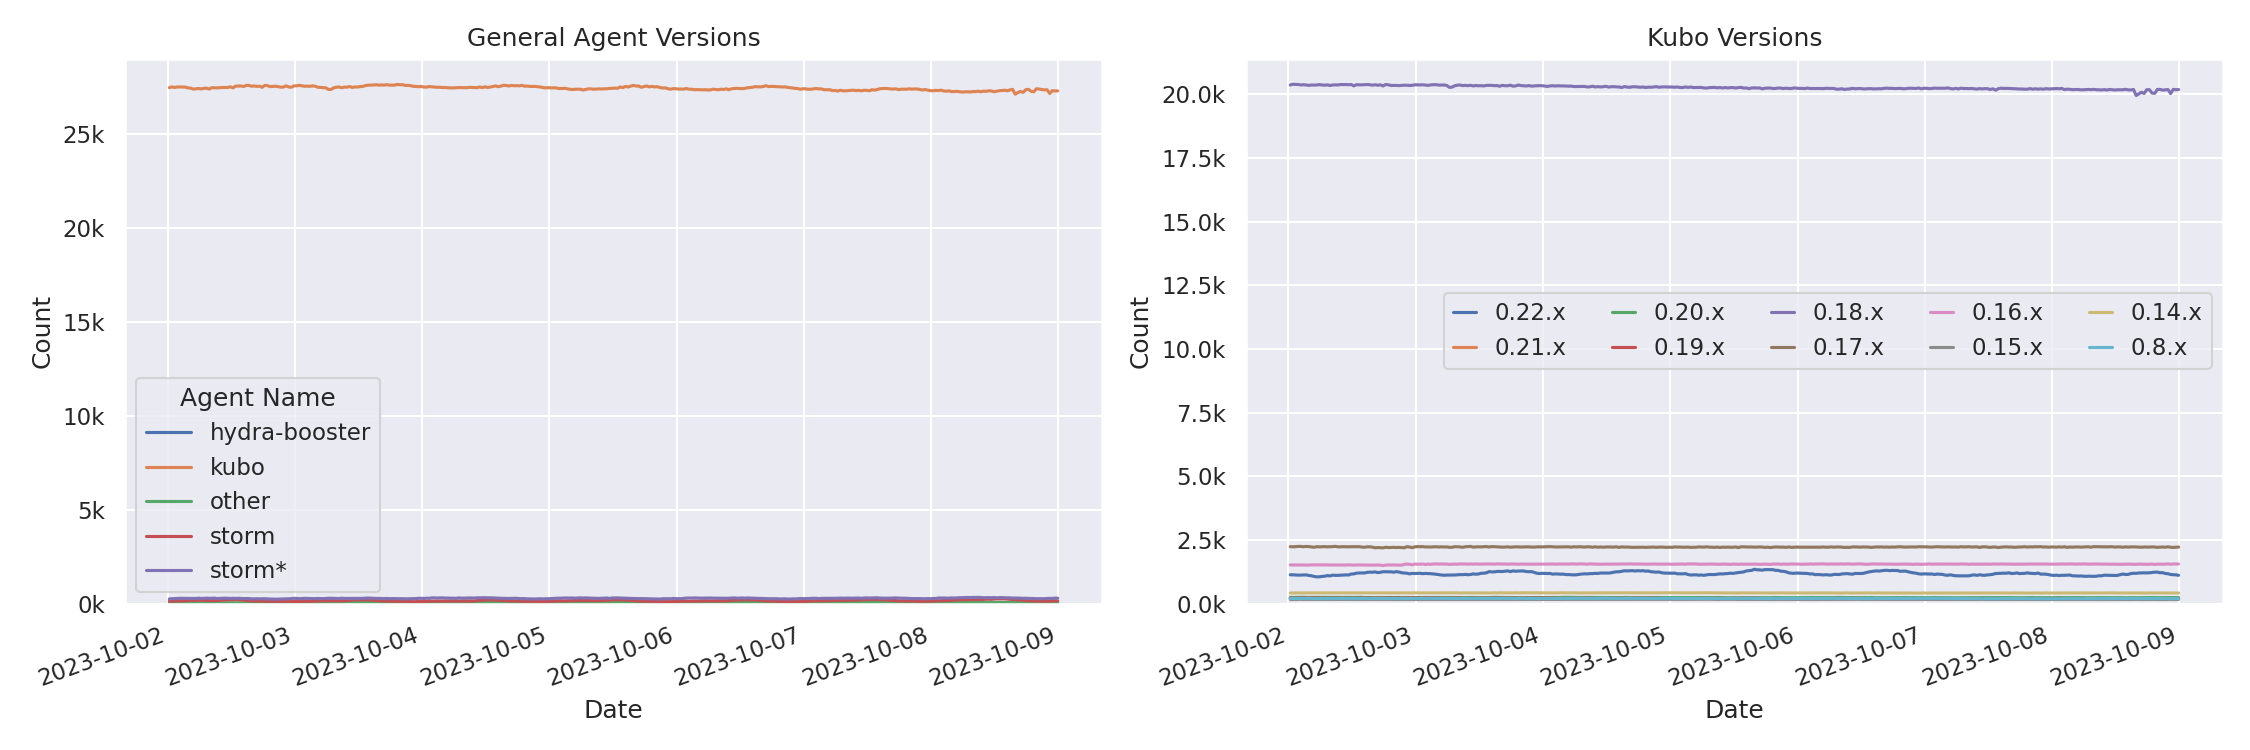 General Agent Versions
Count
25k
20k
15k
10k
5k
0k
Agent Name
hydra-booster
kubo
other
storm
storm*
2023-10-02
2023-10-03
2023-10-04
2023-10-05
2023-10-06
2023-10-07
2023-10-08
2023-10-09
Date
Kubo Versions
Count
20.0k
17.5k
15.0k
12.5k
10.0k
7.5k
5.0k
2.5k
0.0k
0.22.x 0.20.x 0.18.x 0.16.x 0.14.x
0.21.x 0.19.x 0.17.x 0.15.x 0.8.x
2023-10-02
2023-10-03
2023-10-04
2023-10-05
2023-10-06
2023-10-07
2023-10-08
2023-10-09
Date